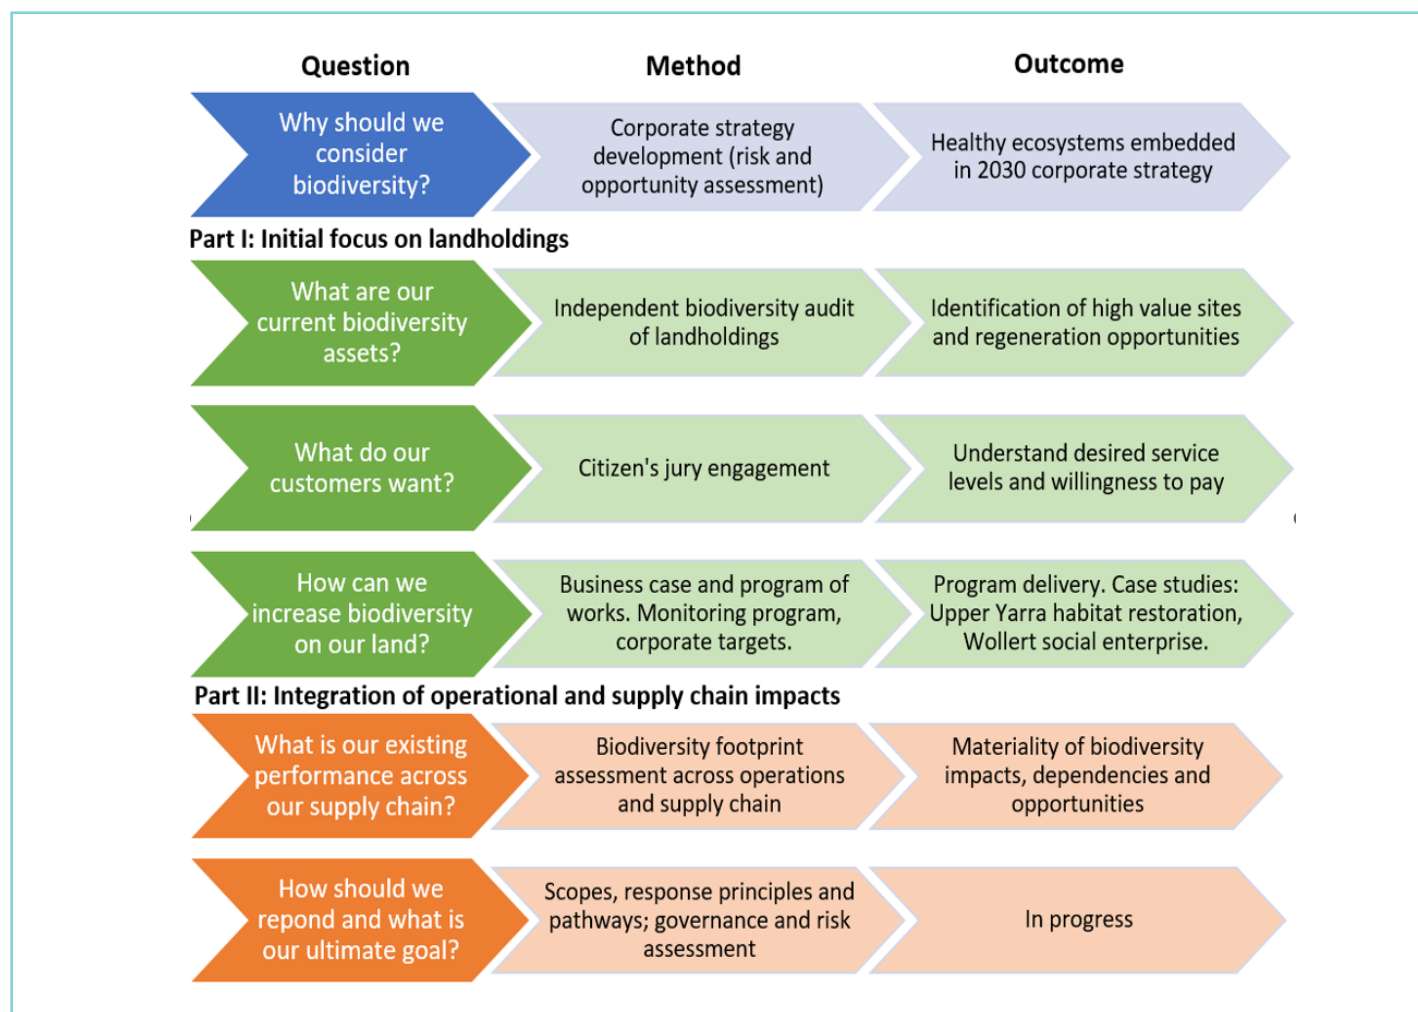 Question
Method
Outcome
Why should we
consider
biodiversity?
Corporate strategy
development (risk and
opportunity assessment)
Healthy ecosystems embedded
in 2030 corporate strategy
Part I: Initial focus on landholdings
What are our
current biodiversity
assets?
Independent biodiversity audit
of landholdings
Identification of high value sites
and regeneration opportunities
What do our
customers want?
Citizen's jury engagement
Understand desired service
levels and willingness to pay
How can we
increase biodiversity
on our land?
Business case and program of
works. Monitoring program,
corporate targets.
Program delivery. Case studies:
Upper Yarra habitat restoration,
Wollert social enterprise.
Part II: Integration of operational and supply chain impacts
What is our existing
performance across
our supply chain?
Biodiversity footprint
assessment across operations
and supply chain
Materiality of biodiversity
impacts, dependencies and
opportunities
How should we
repond and what is
our ultimate goal?
Scopes, response principles and
pathways; governance and risk
assessment
In progress